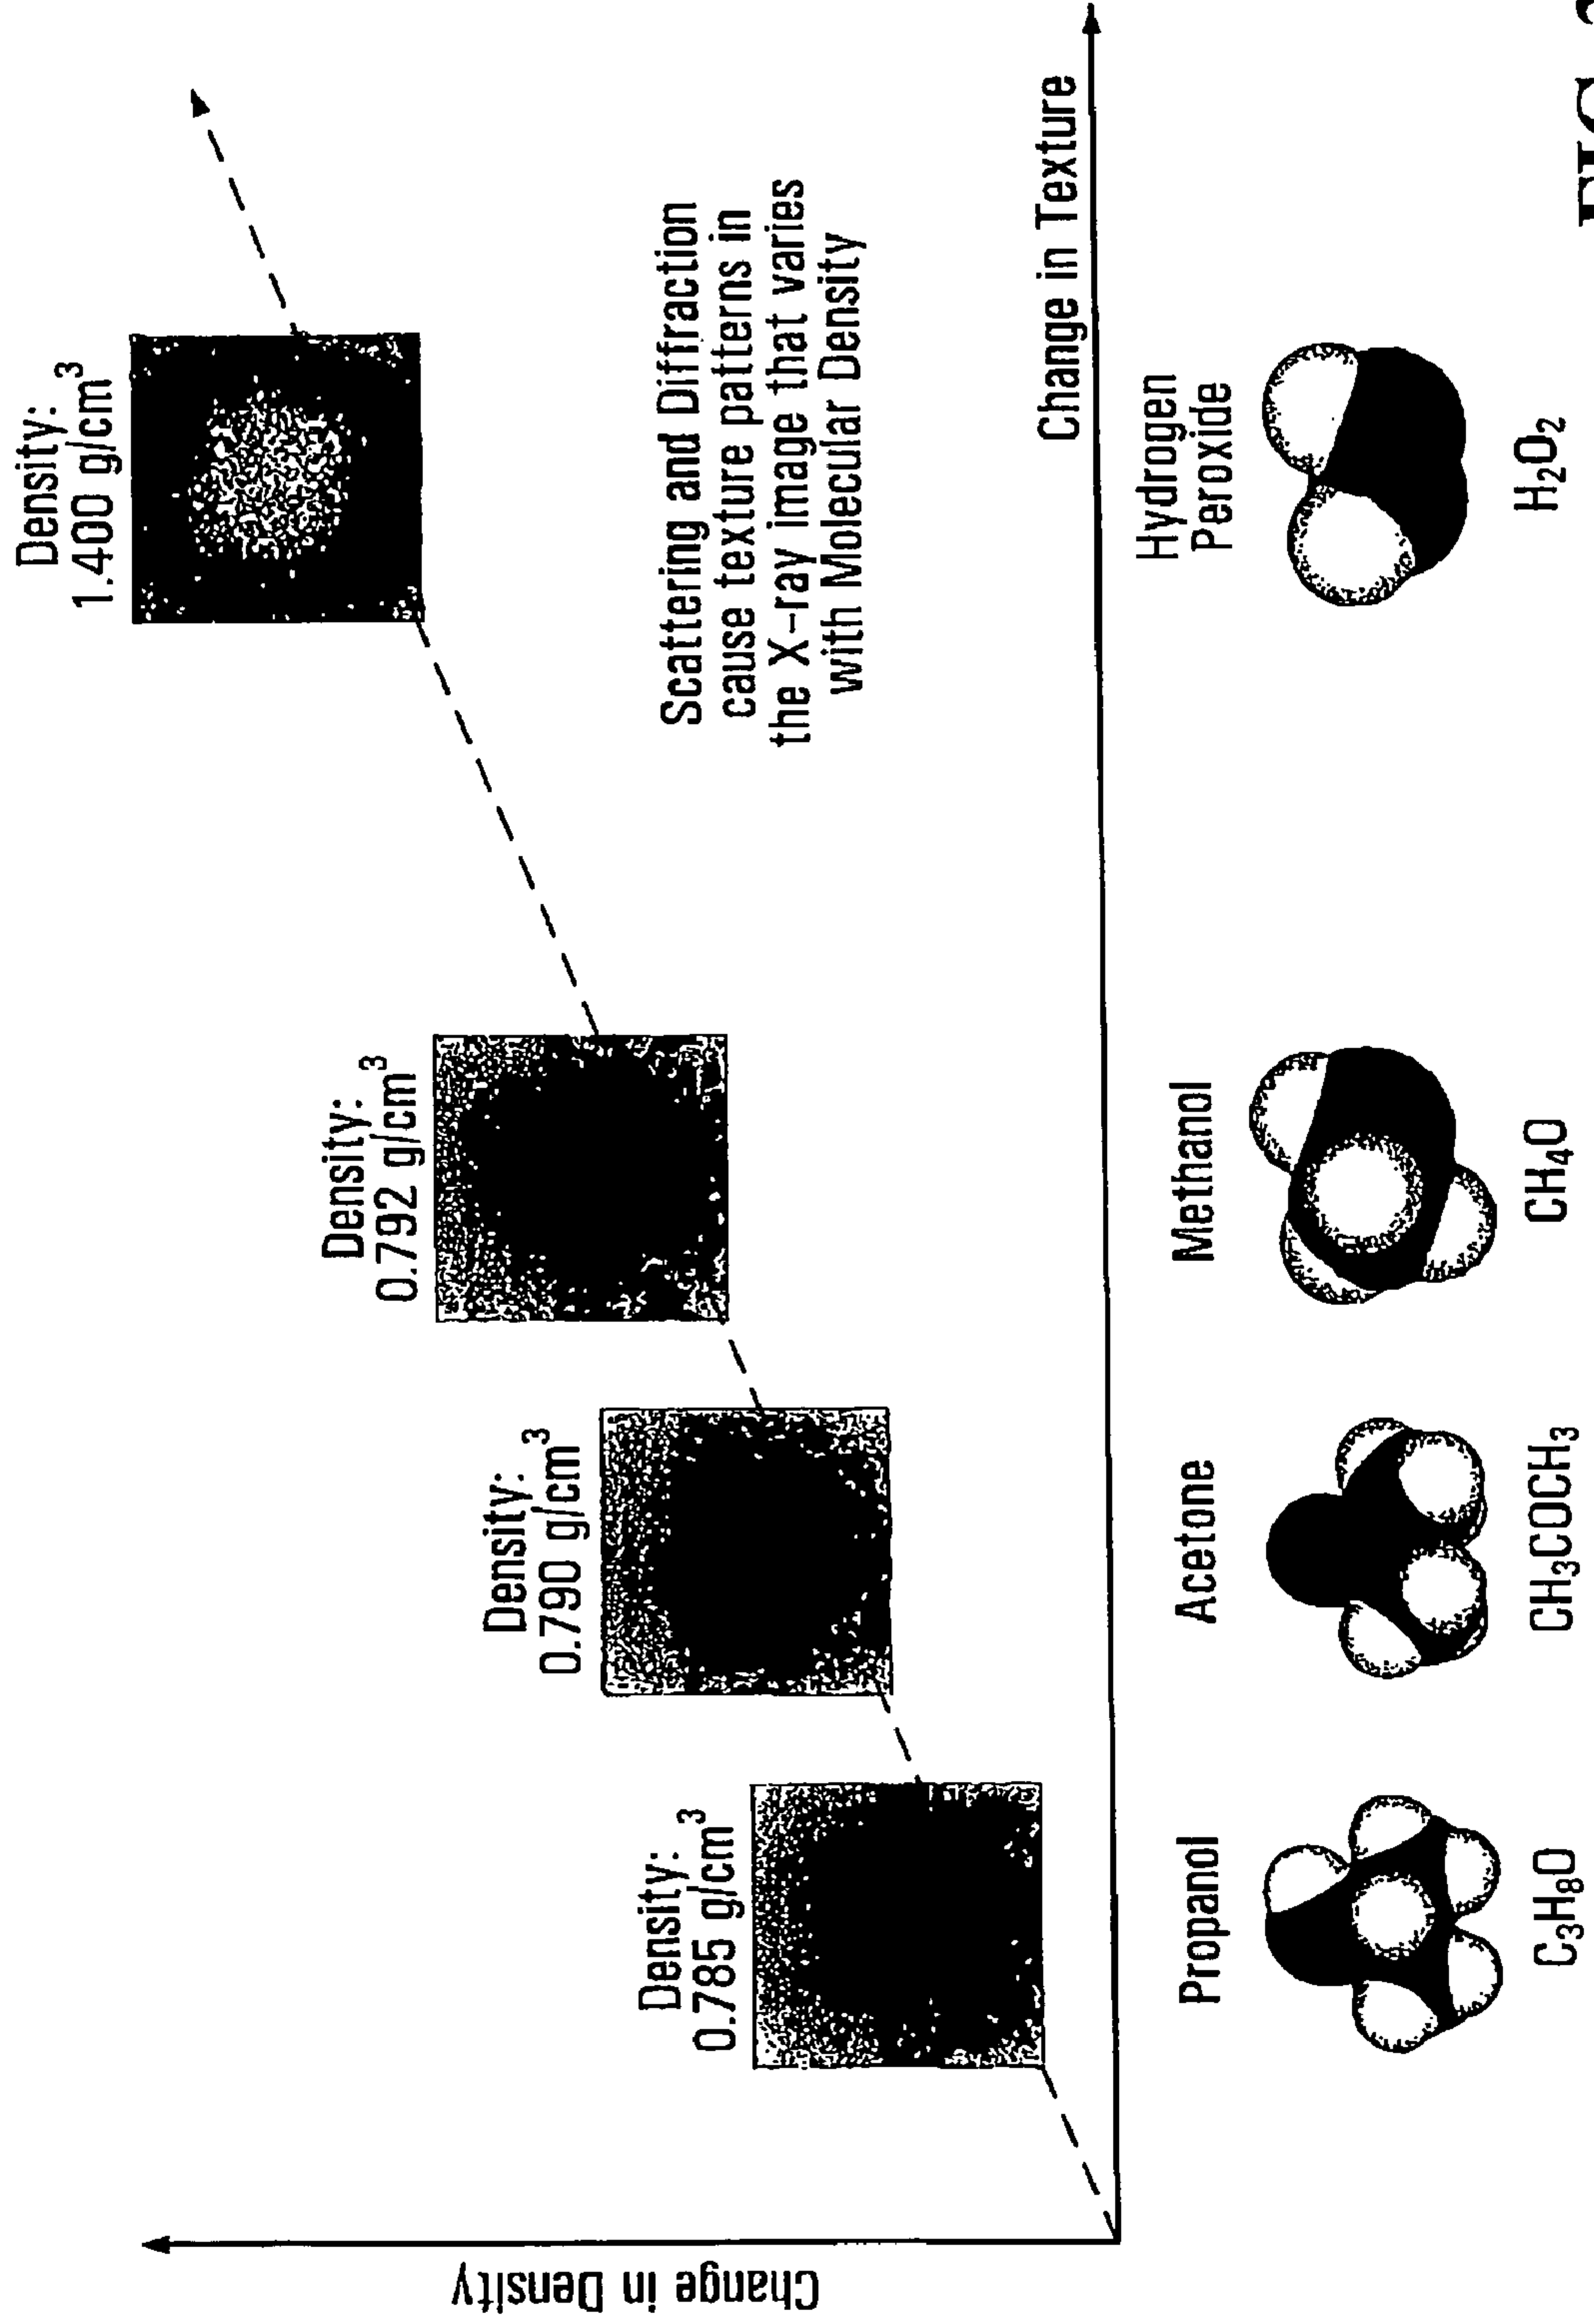 Change in Density
Density:
0.785 g/cm³
Density:
0.790 g/cm³
Density:
0.792 g/cm³
Density:
1.400 g/cm³
Scattering and Diffraction
cause texture patterns in
the X-ray image that varies
with Molecular Density
Change in Texture
Propanol
C₃H₈O
Acetone
CH₃COCH₃
Methanol
CH₄O
Hydrogen
Peroxide
H₂O₂